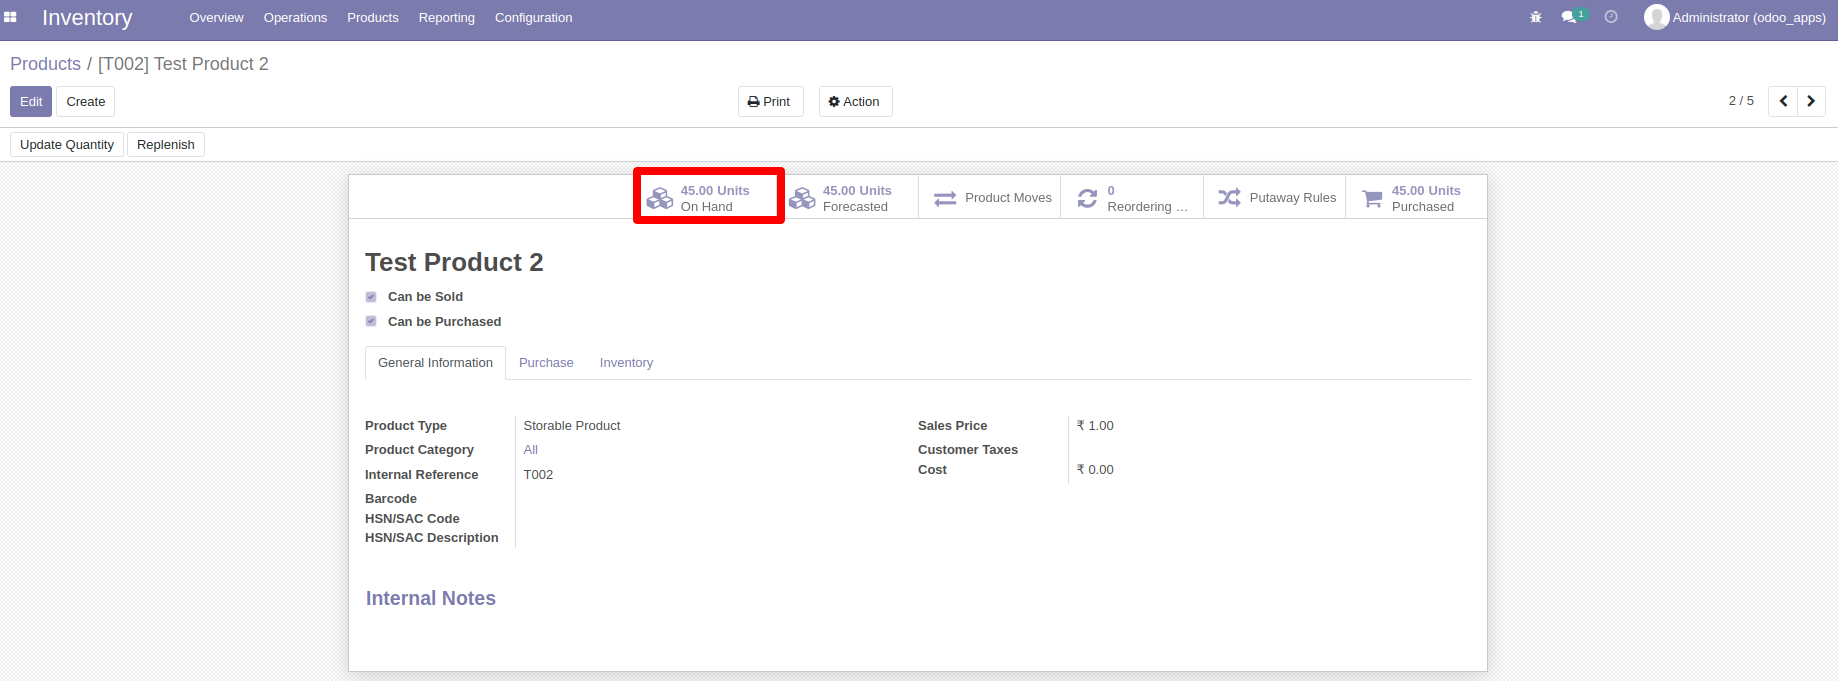 Inventory Overview Operations Products Reporting Configuration 1 Administrator (odoo_apps)
Products / [T002] Test Product 2
Edit Create Print Action 2 / 5
Update Quantity Replenish
45.00 Units 45.00 Units 0 45.00 Units
On Hand Forecasted Product Moves Reordering ... Putaway Rules Purchased
Test Product 2
Can be Sold
Can be Purchased
General Information Purchase Inventory
Product Type Storable Product Sales Price ₹ 1.00
Product Category All Customer Taxes
Internal Reference T002 Cost ₹ 0.00
Barcode
HSN/SAC Code
HSN/SAC Description
Internal Notes